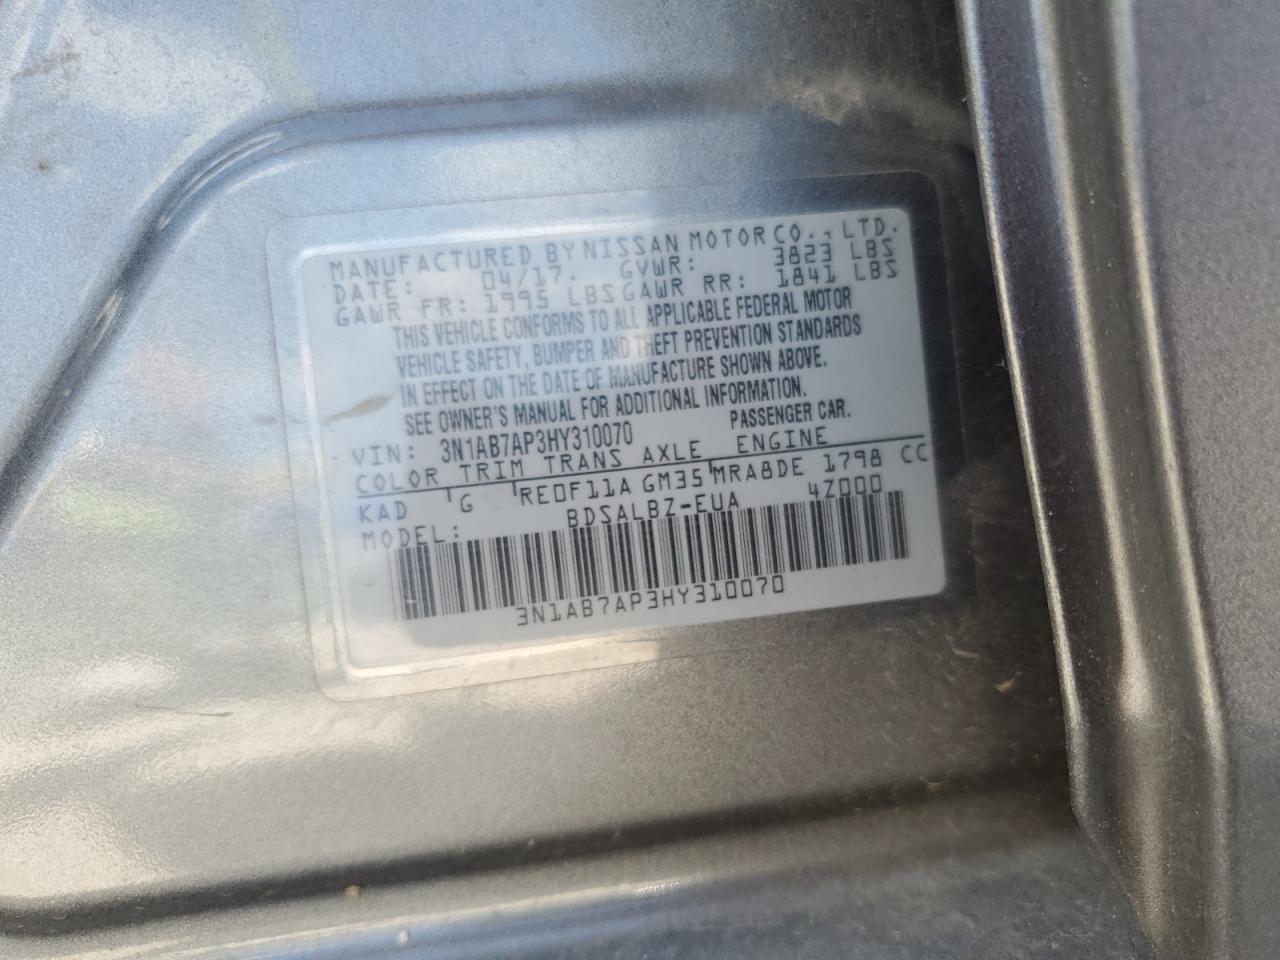 MANUFACTURED BY NISSAN MOTOR CO., LTD.
DATE: 04/17. GVWR: 3823 LBS
GAWR FR: 1995 LBS GAWR RR: 1841 LBS
THIS VEHICLE CONFORMS TO ALL APPLICABLE FEDERAL MOTOR
VEHICLE SAFETY, BUMPER AND THEFT PREVENTION STANDARDS
IN EFFECT ON THE DATE OF MANUFACTURE SHOWN ABOVE.
SEE OWNER'S MANUAL FOR ADDITIONAL INFORMATION.
VIN: 3N1AB7AP3HY310070 PASSENGER CAR.
COLOR TRIM TRANS AXLE ENGINE
KAD G RE0F11A GM35 MRA8DE 1798 CC
MODEL: BDSALBZ-EUA 4Z000
3N1AB7AP3HY310070